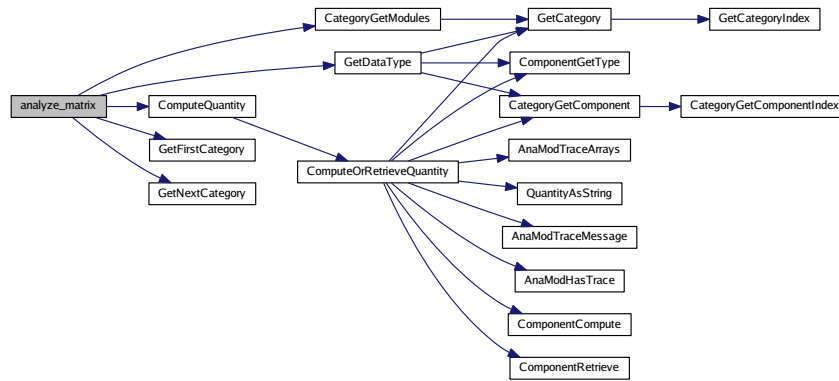 CategoryGetModules
GetCategory
GetCategoryIndex
GetDataType
ComponentGetType
analyze_matrix
ComputeQuantity
CategoryGetComponent
CategoryGetComponentIndex
GetFirstCategory
AnaModTraceArrays
ComputeOrRetrieveQuantity
GetNextCategory
QuantityAsString
AnaModTraceMessage
AnaModHasTrace
ComponentCompute
ComponentRetrieve